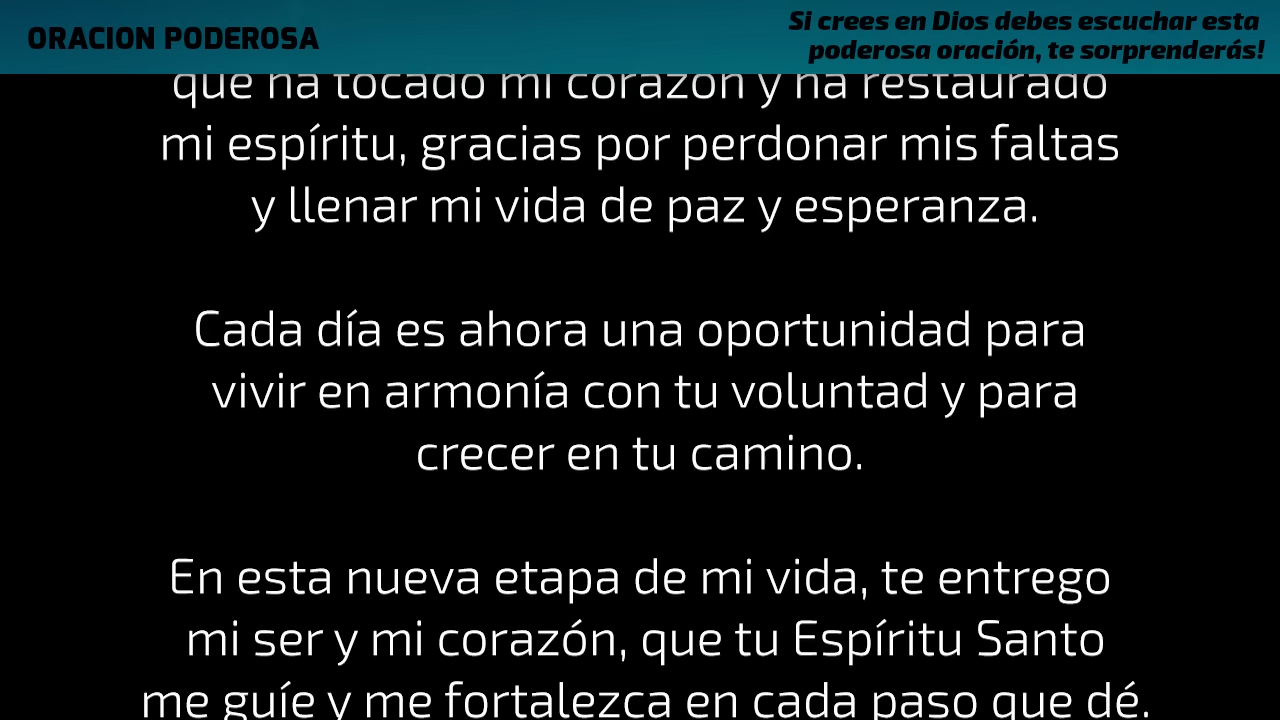 ORACION PODEROSA
Si crees en Dios debes escuchar esta
poderosa oración, te sorprenderás!
que ha tocado mi corazón y ha restaurado
mi espíritu, gracias por perdonar mis faltas
y llenar mi vida de paz y esperanza.
Cada día es ahora una oportunidad para
vivir en armonía con tu voluntad y para
crecer en tu camino.
En esta nueva etapa de mi vida, te entrego
mi ser y mi corazón, que tu Espíritu Santo
me guíe y me fortalezca en cada paso que dé.